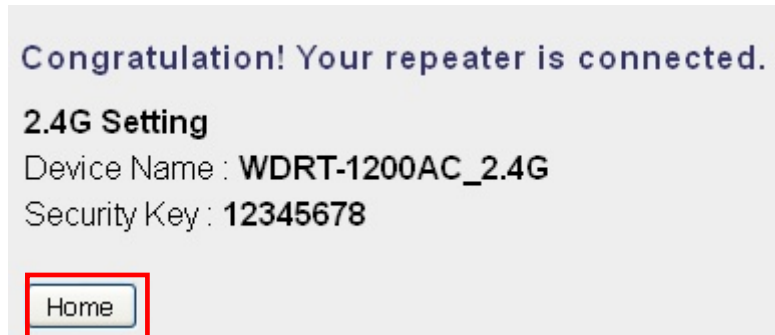 Congratulation! Your repeater is connected.
2.4G Setting
Device Name : WDRT-1200AC_2.4G
Security Key : 12345678
Home